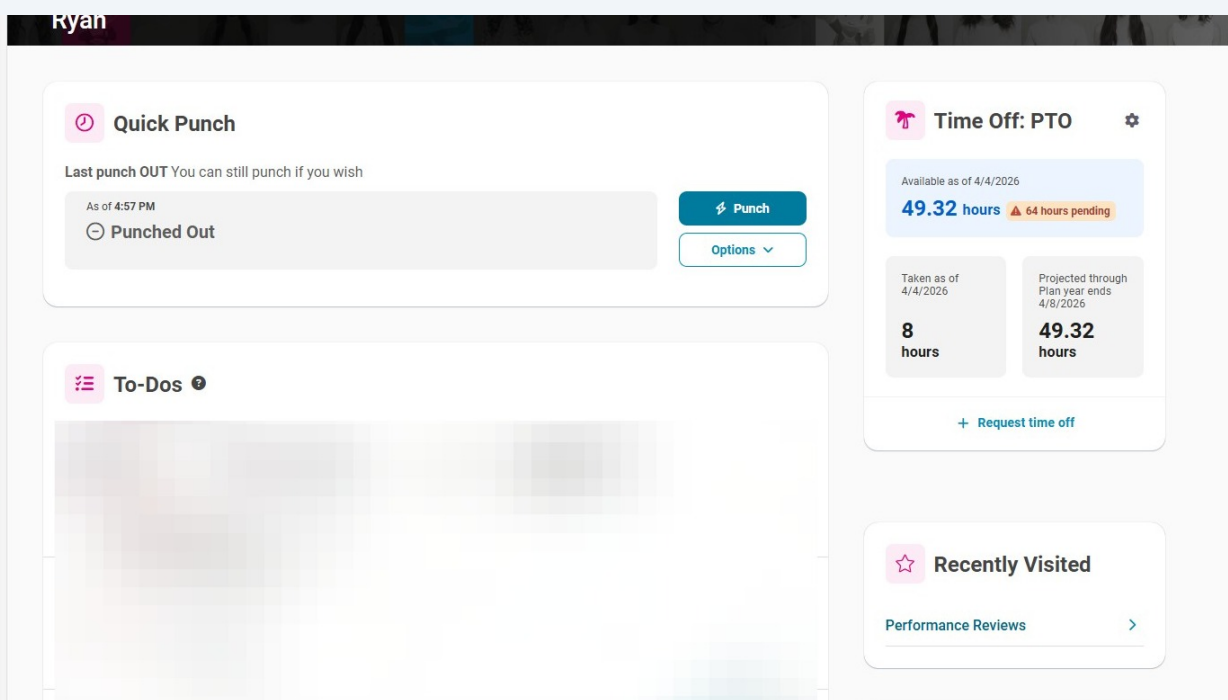 Ryan
Quick Punch
Last punch OUT You can still punch if you wish
As of 4:57 PM
Punched Out
Punch
Options
To-Dos
Time Off: PTO
Available as of 4/4/2026
49.32 hours 64 hours pending
Taken as of
4/4/2026
8
hours
Projected through
Plan year ends
4/8/2026
49.32
hours
+ Request time off
Recently Visited
Performance Reviews